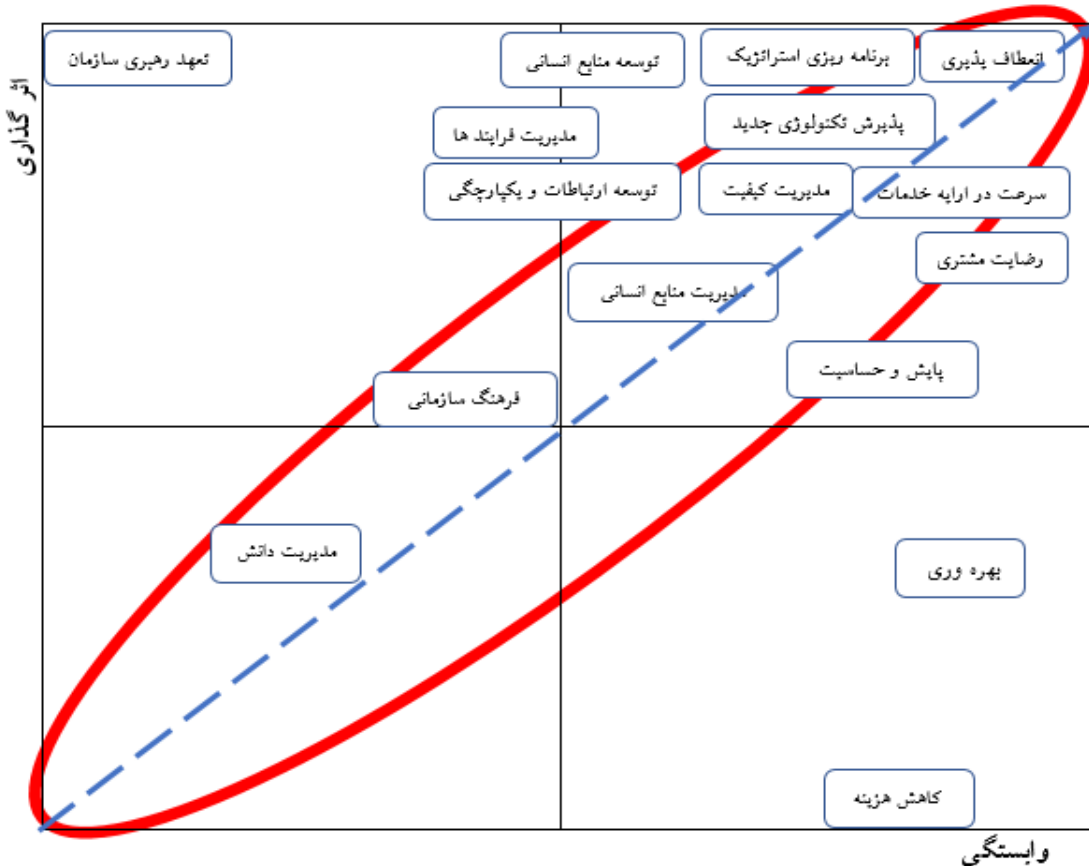 انعطاف پذیری
برنامه ریزی استراتژیک
توسعه منابع انسانی
تعهد رهبری سازمان
اثر گذاری
پذیرش تکنولوژی جدید
مدیریت فرایند ها
سرعت در ارایه خدمات
مدیریت کیفیت
توسعه ارتباطات و یکپارچگی
رضایت مشتری
مدیریت منابع انسانی
پایش و حساسیت
فرهنگ سازمانی
مدیریت دانش
بهره وری
کاهش هزینه
وابستگی